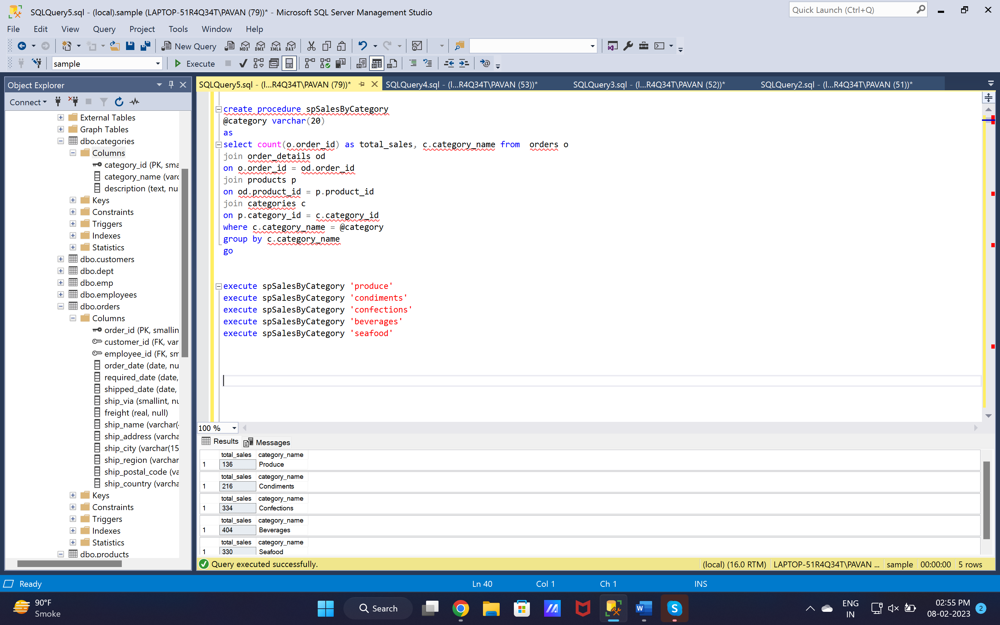 SQLQuery5.sql - (local).sample (LAPTOP-51R4Q34T\PAVAN (79))* - Microsoft SQL Server Management Studio
Quick Launch (Ctrl+Q)
File Edit View Query Project Tools Window Help
New Query MDX DMX XMLA DAX
sample Execute
Object Explorer
Connect
External Tables
Graph Tables
dbo.categories
Columns
category_id (PK, sma
category_name (varc
description (text, nu
Keys
Constraints
Triggers
Indexes
Statistics
dbo.customers
dbo.dept
dbo.emp
dbo.employees
dbo.orders
Columns
order_id (PK, smallin
customer_id (FK, var
employee_id (FK, sm
order_date (date, nu
required_date (date,
shipped_date (date,
ship_via (smallint, nu
freight (real, null)
ship_name (varchar(
ship_address (varcha
ship_city (varchar(15
ship_region (varchar
ship_postal_code (va
ship_country (varcha
Keys
Constraints
Triggers
Indexes
Statistics
dbo.products
SQLQuery5.sql - (l...R4Q34T\PAVAN (79))* SQLQuery4.sql - (l...R4Q34T\PAVAN (53))* SQLQuery3.sql - (l...R4Q34T\PAVAN (52))* SQLQuery2.sql - (l...R4Q34T\PAVAN (51))*
create procedure spSalesByCategory
@category varchar(20)
as
select count(o.order_id) as total_sales, c.category_name from  orders o
join order_details od
on o.order_id = od.order_id
join products p
on od.product_id = p.product_id
join categories c
on p.category_id = c.category_id
where c.category_name = @category
group by c.category_name
go
execute spSalesByCategory 'produce'
execute spSalesByCategory 'condiments'
execute spSalesByCategory 'confections'
execute spSalesByCategory 'beverages'
execute spSalesByCategory 'seafood'
100 %
Results Messages
total_sales category_name
1 136 Produce
total_sales category_name
1 216 Condiments
total_sales category_name
1 334 Confections
total_sales category_name
1 404 Beverages
total_sales category_name
1 330 Seafood
Query executed successfully. (local) (16.0 RTM) LAPTOP-51R4Q34T\PAVAN ... sample 00:00:00 5 rows
Ready Ln 40 Col 1 Ch 1 INS
90°F
Smoke
Search
ENG
IN
02:55 PM
08-02-2023
2